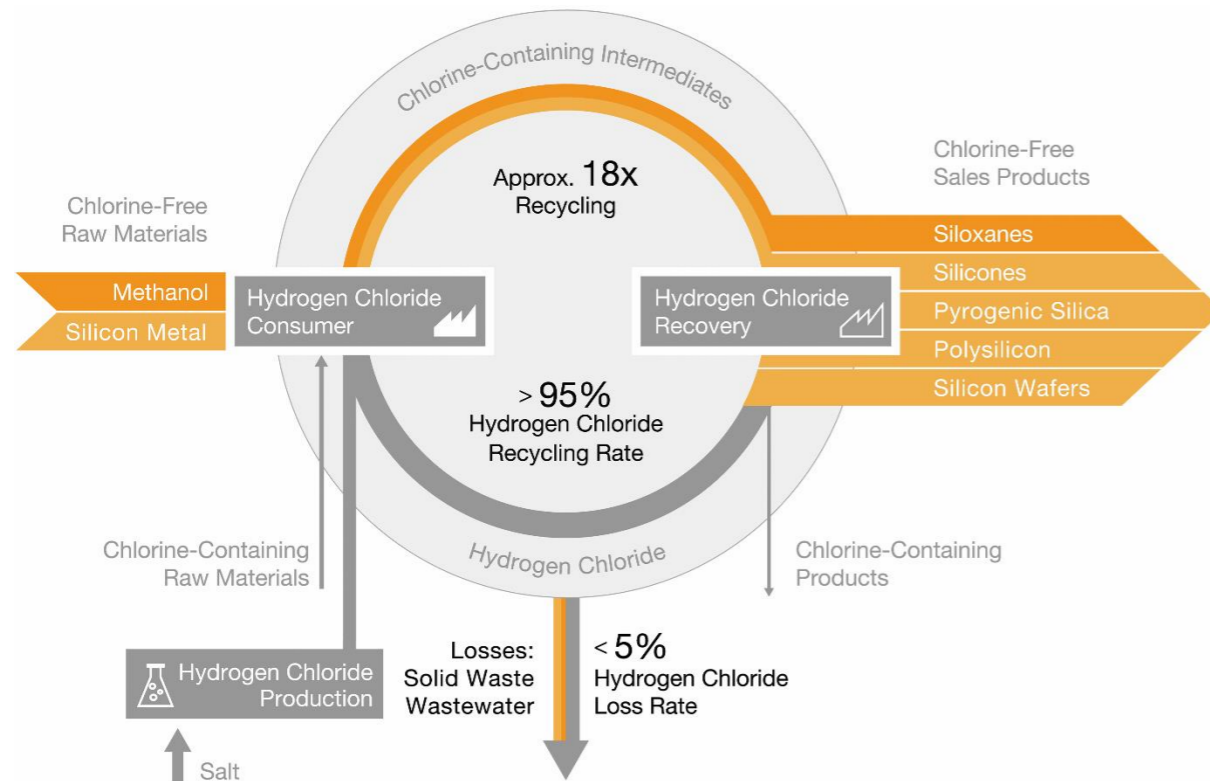 Chlorine-Containing Intermediates
Approx. 18x
Recycling
Chlorine-Free
Sales Products
Chlorine-Free
Raw Materials
Methanol
Silicon Metal
Hydrogen Chloride
Consumer
Hydrogen Chloride
Recovery
Siloxanes
Silicones
Pyrogenic Silica
Polysilicon
Silicon Wafers
> 95%
Hydrogen Chloride
Recycling Rate
Hydrogen Chloride
Chlorine-Containing
Raw Materials
Chlorine-Containing
Products
Hydrogen Chloride
Production
Losses:
Solid Waste
Wastewater
< 5%
Hydrogen Chloride
Loss Rate
Salt